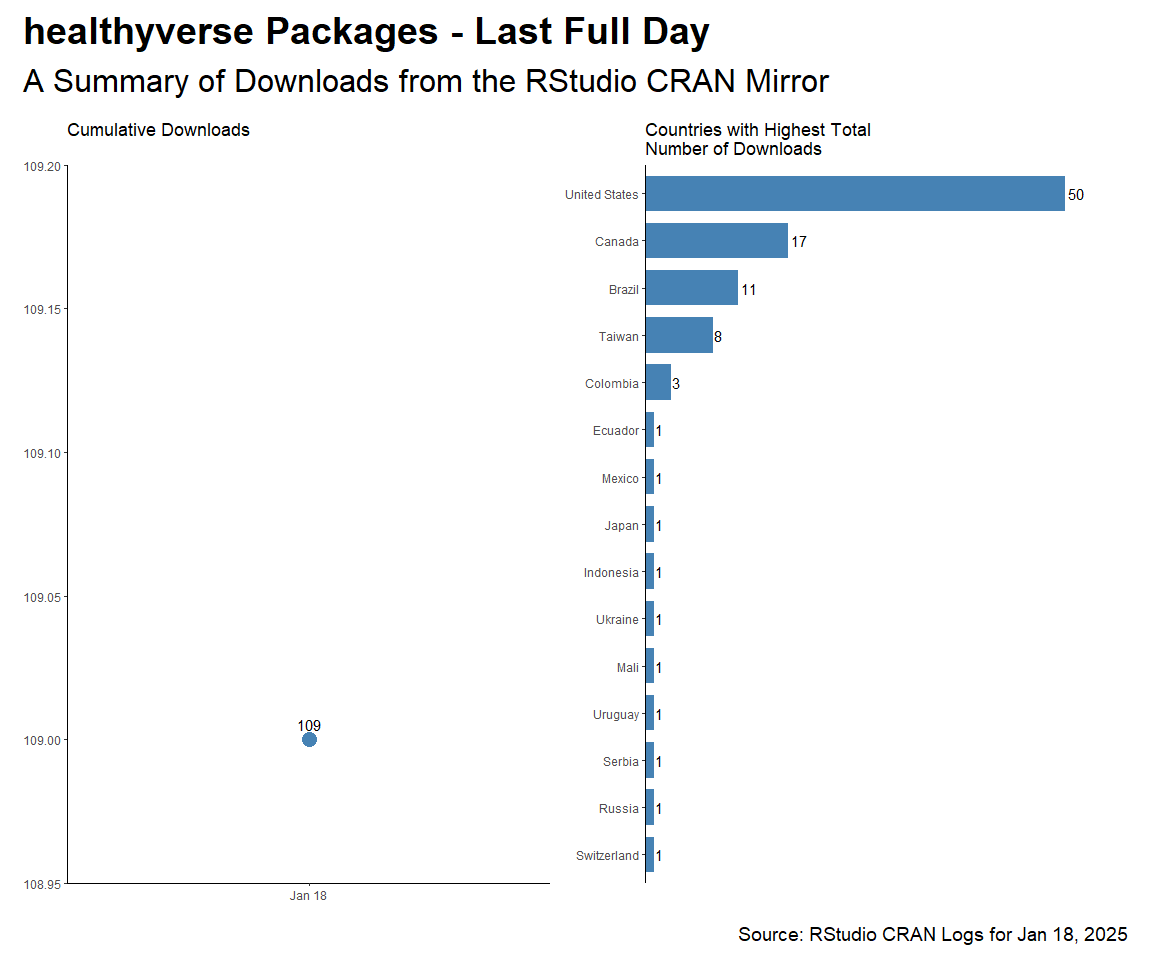 healthyverse Packages - Last Full Day
A Summary of Downloads from the RStudio CRAN Mirror
Cumulative Downloads
109.20
109.15
109.10
109.05
109.00
108.95
109
Jan 18
Countries with Highest Total
Number of Downloads
United States 50
Canada 17
Brazil 11
Taiwan 8
Colombia 3
Ecuador 1
Mexico 1
Japan 1
Indonesia 1
Ukraine 1
Mali 1
Uruguay 1
Serbia 1
Russia 1
Switzerland 1
Source: RStudio CRAN Logs for Jan 18, 2025